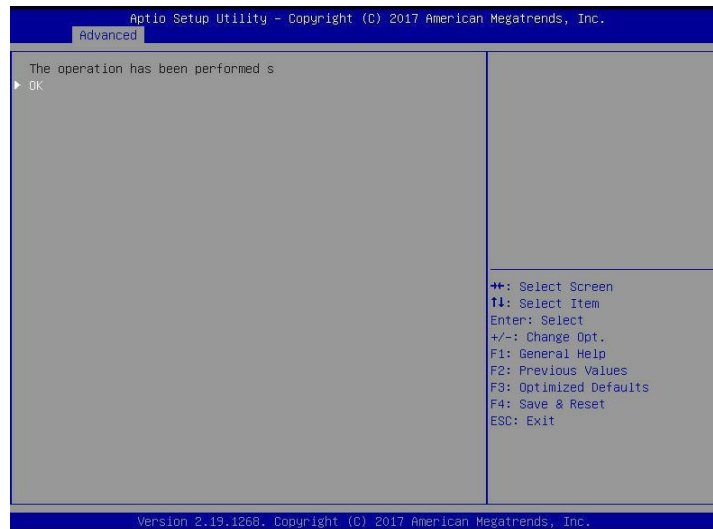 Aptio Setup Utility – Copyright (C) 2017 American Megatrends, Inc.
Advanced
The operation has been performed s
OK
→←: Select Screen
↑↓: Select Item
Enter: Select
+/-: Change Opt.
F1: General Help
F2: Previous Values
F3: Optimized Defaults
F4: Save & Reset
ESC: Exit
Version 2.19.1268. Copyright (C) 2017 American Megatrends, Inc.